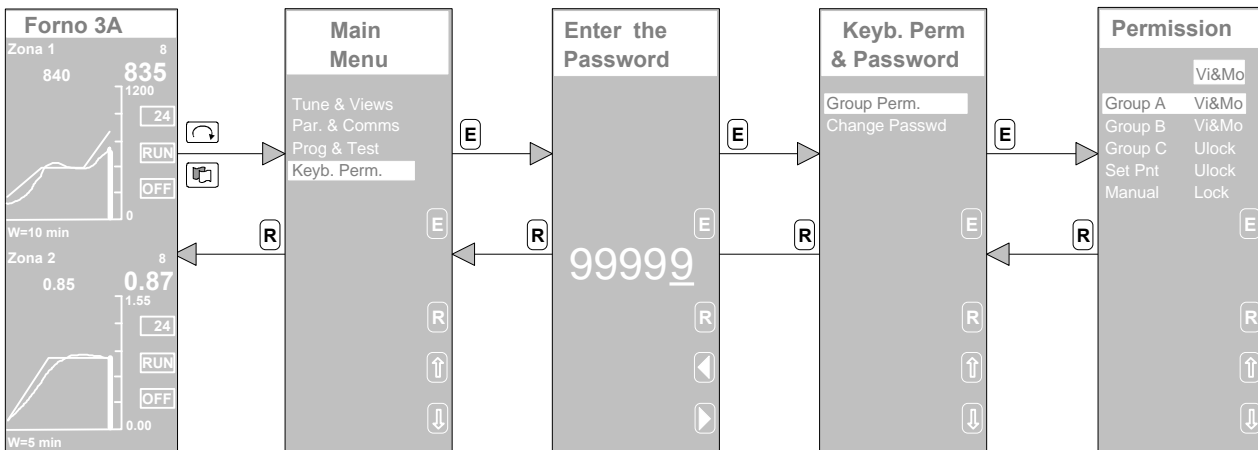 Forno 3A
Zona 1 8
840 835
1200
24
RUN
OFF
0
W=10 min
Zona 2 8
0.85 0.87
1.55
24
RUN
OFF
0.00
W=5 min
R
Main
Menu
Tune & Views
Par. & Comms
Prog & Test
Keyb. Perm.
E
R
E
R
Enter the
Password
999999
E
R
E
R
Keyb. Perm
& Password
Group Perm.
Change Passwd
E
R
E
R
Permission
Vi&Mo
Group A Vi&Mo
Group B Vi&Mo
Group C Ulock
Set Pnt Ulock
Manual Lock
E
R